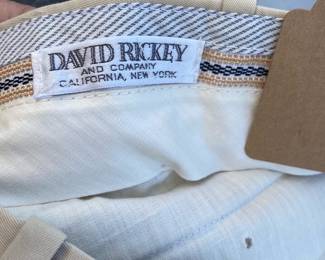 DAVID RICKEY
AND COMPANY
CALIFORNIA, NEW YORK